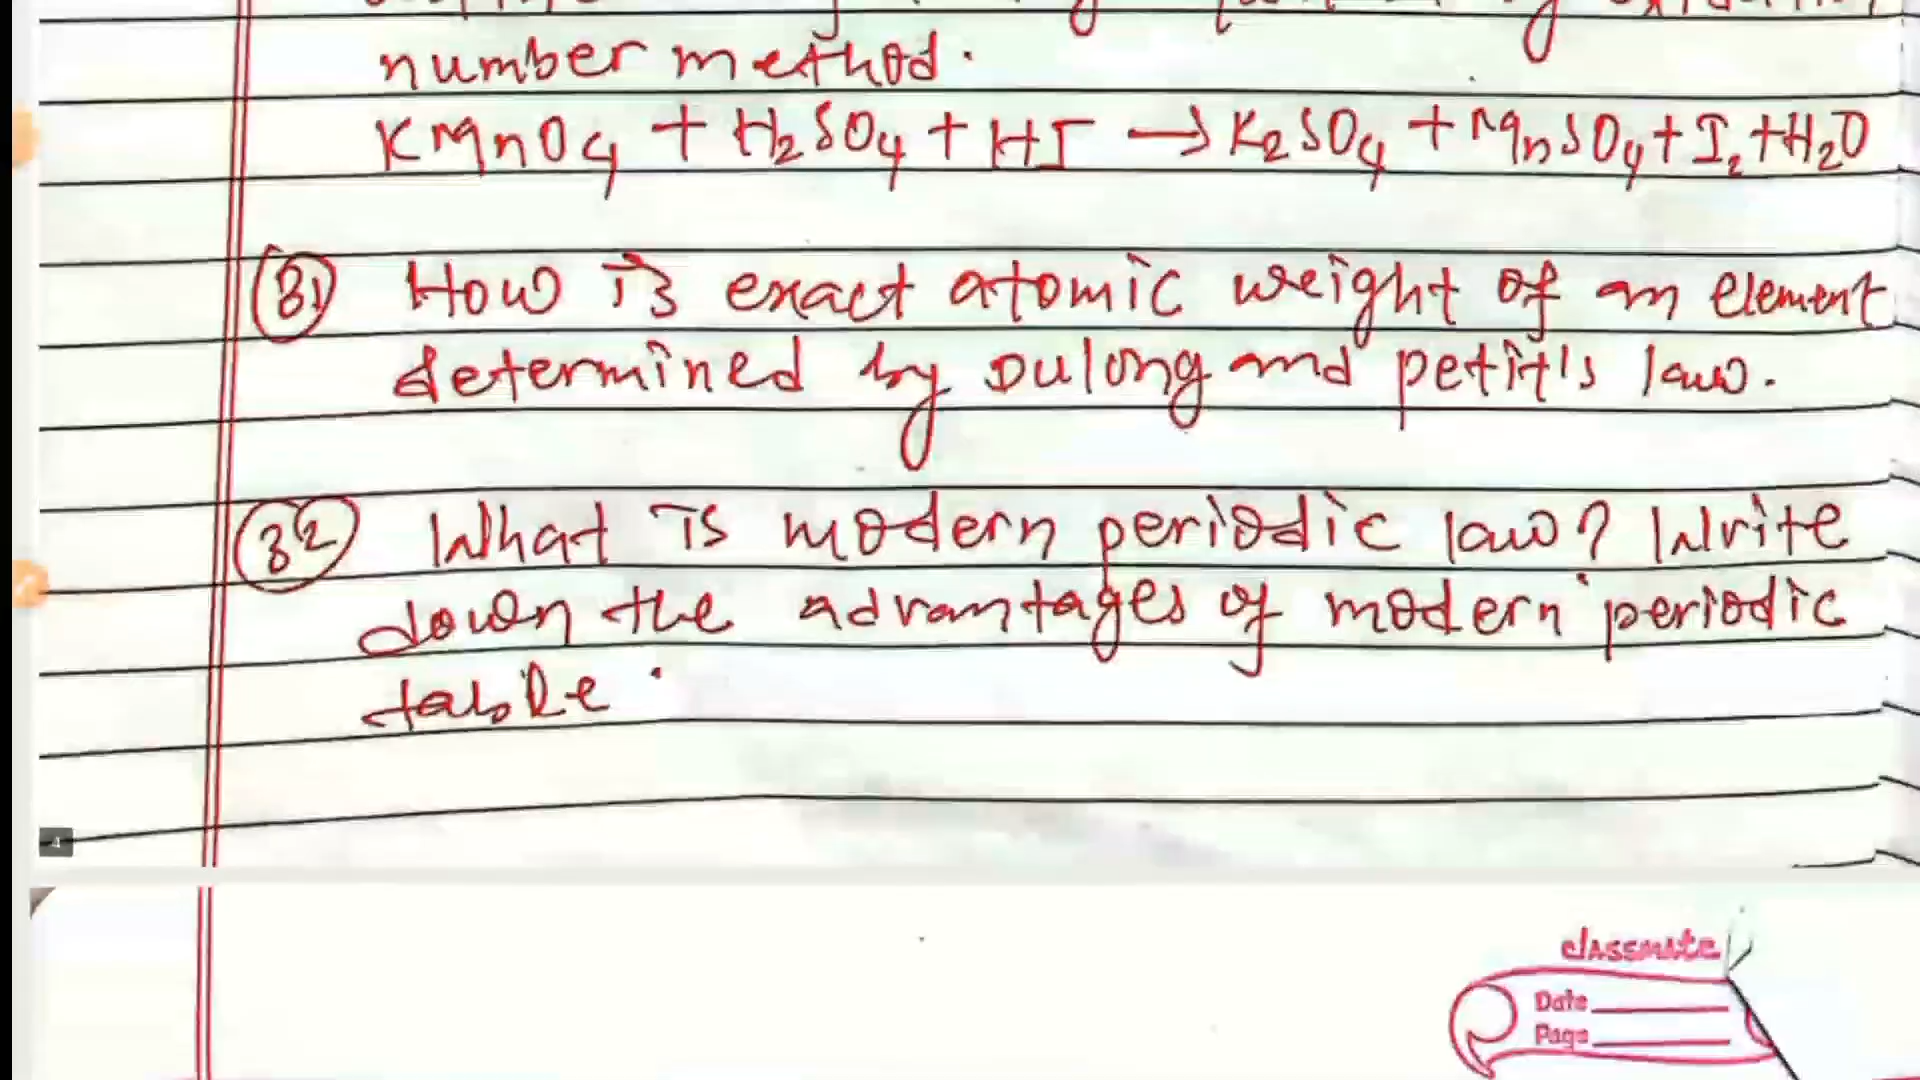 number method.
KMnO4 + H2SO4 + HI → K2SO4 + MnSO4 + I2 + H2O
31 How is exact atomic weight of an element
determined by Dulong and petit's law.
32 What is modern periodic law? Write
down the advantages of modern periodic
table.
4
classmate
Date
Page